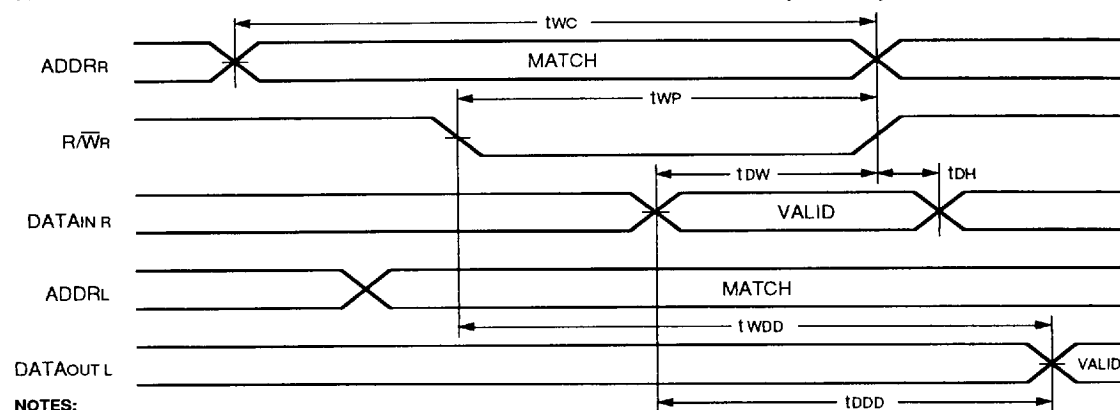 tWC
ADDRR
MATCH
tWP
R/W̅R
tDW
tDH
DATAIN R
VALID
ADDRL
MATCH
tWDD
DATAOUT L
VALID
NOTES:
tDDD